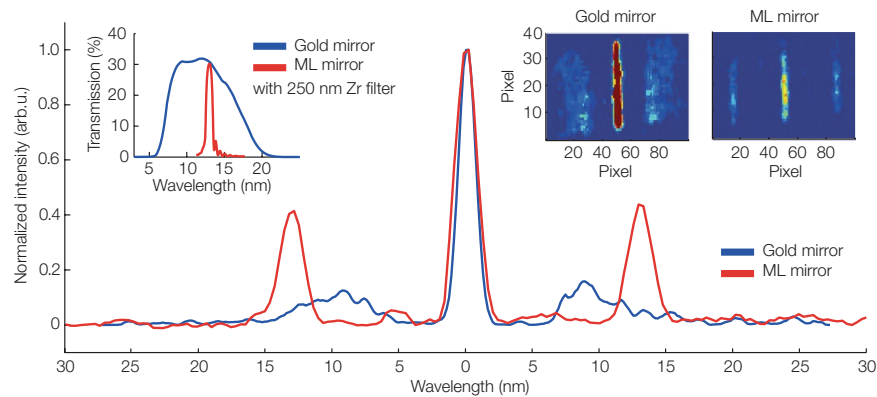 Gold mirror
ML mirror
with 250 nm Zr filter
Transmission (%)
40
30
20
10
0
5
10
15
20
Wavelength (nm)
Gold mirror
ML mirror
Pixel
40
30
20
10
20 40 60 80
Pixel
20 40 60 80
Pixel
Normalized intensity (arb.u.)
1.0
0.8
0.6
0.4
0.2
0
Gold mirror
ML mirror
30 25 20 15 10 5 0 5 10 15 20 25 30
Wavelength (nm)